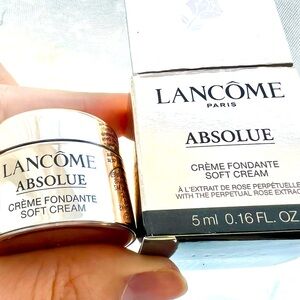 LANCÔME
ABSOLUE
CRÈME FONDANTE
SOFT CREAM
LANCÔME
PARIS
ABSOLUE
CRÈME FONDANTE
SOFT CREAM
À L'EXTRAIT DE ROSE PERPÉTUELLE
WITH THE PERPETUAL ROSE EXTRACT
5 ml 0.16 FL. OZ